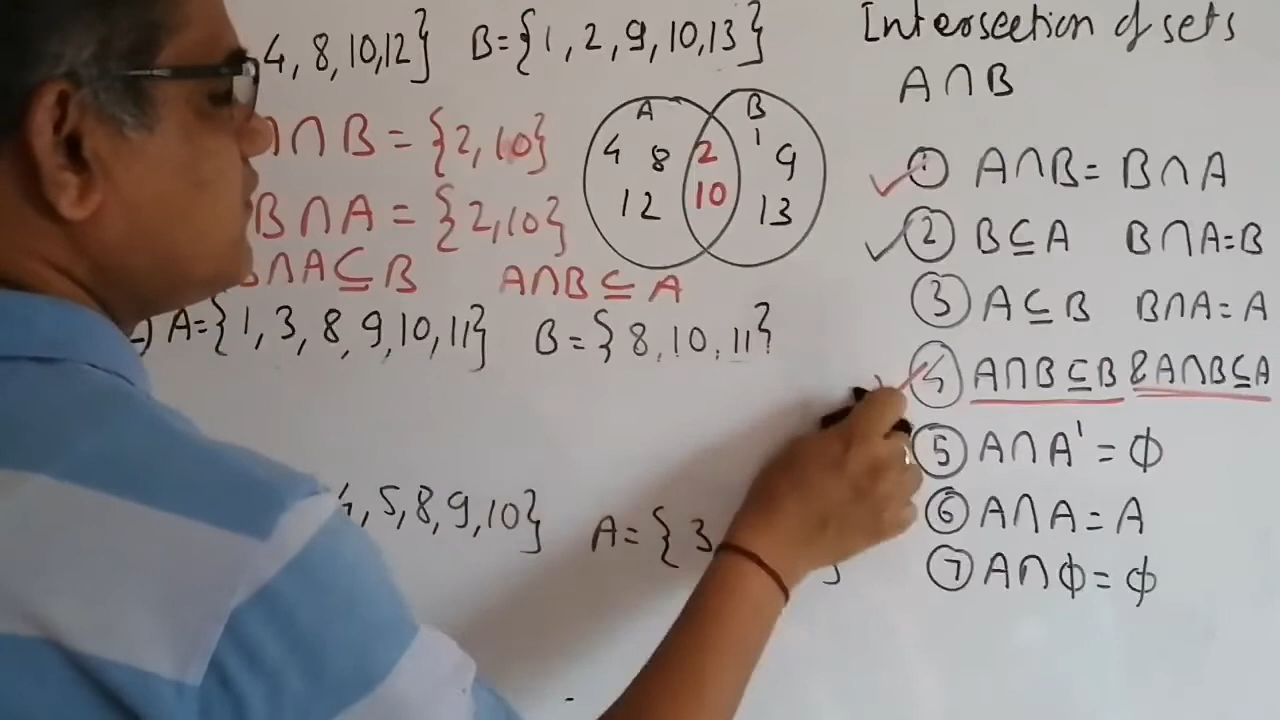 4, 8, 10, 12} B={1, 2, 9, 10, 13}
∩B = {2, 10}
B∩A = {2, 10}
∩A⊆B A∩B⊆A
A={1, 3, 8, 9, 10, 11} B={8, 10, 11}
4, 5, 8, 9, 10} A={3
A B
4 8 2 1 9
12 10 13
Intersection of sets
A∩B
① A∩B=B∩A
② B⊆A B∩A=B
③ A⊆B B∩A=A
④ A∩B⊆B & A∩B⊆A
⑤ A∩A'=ϕ
⑥ A∩A=A
⑦ A∩ϕ=ϕ